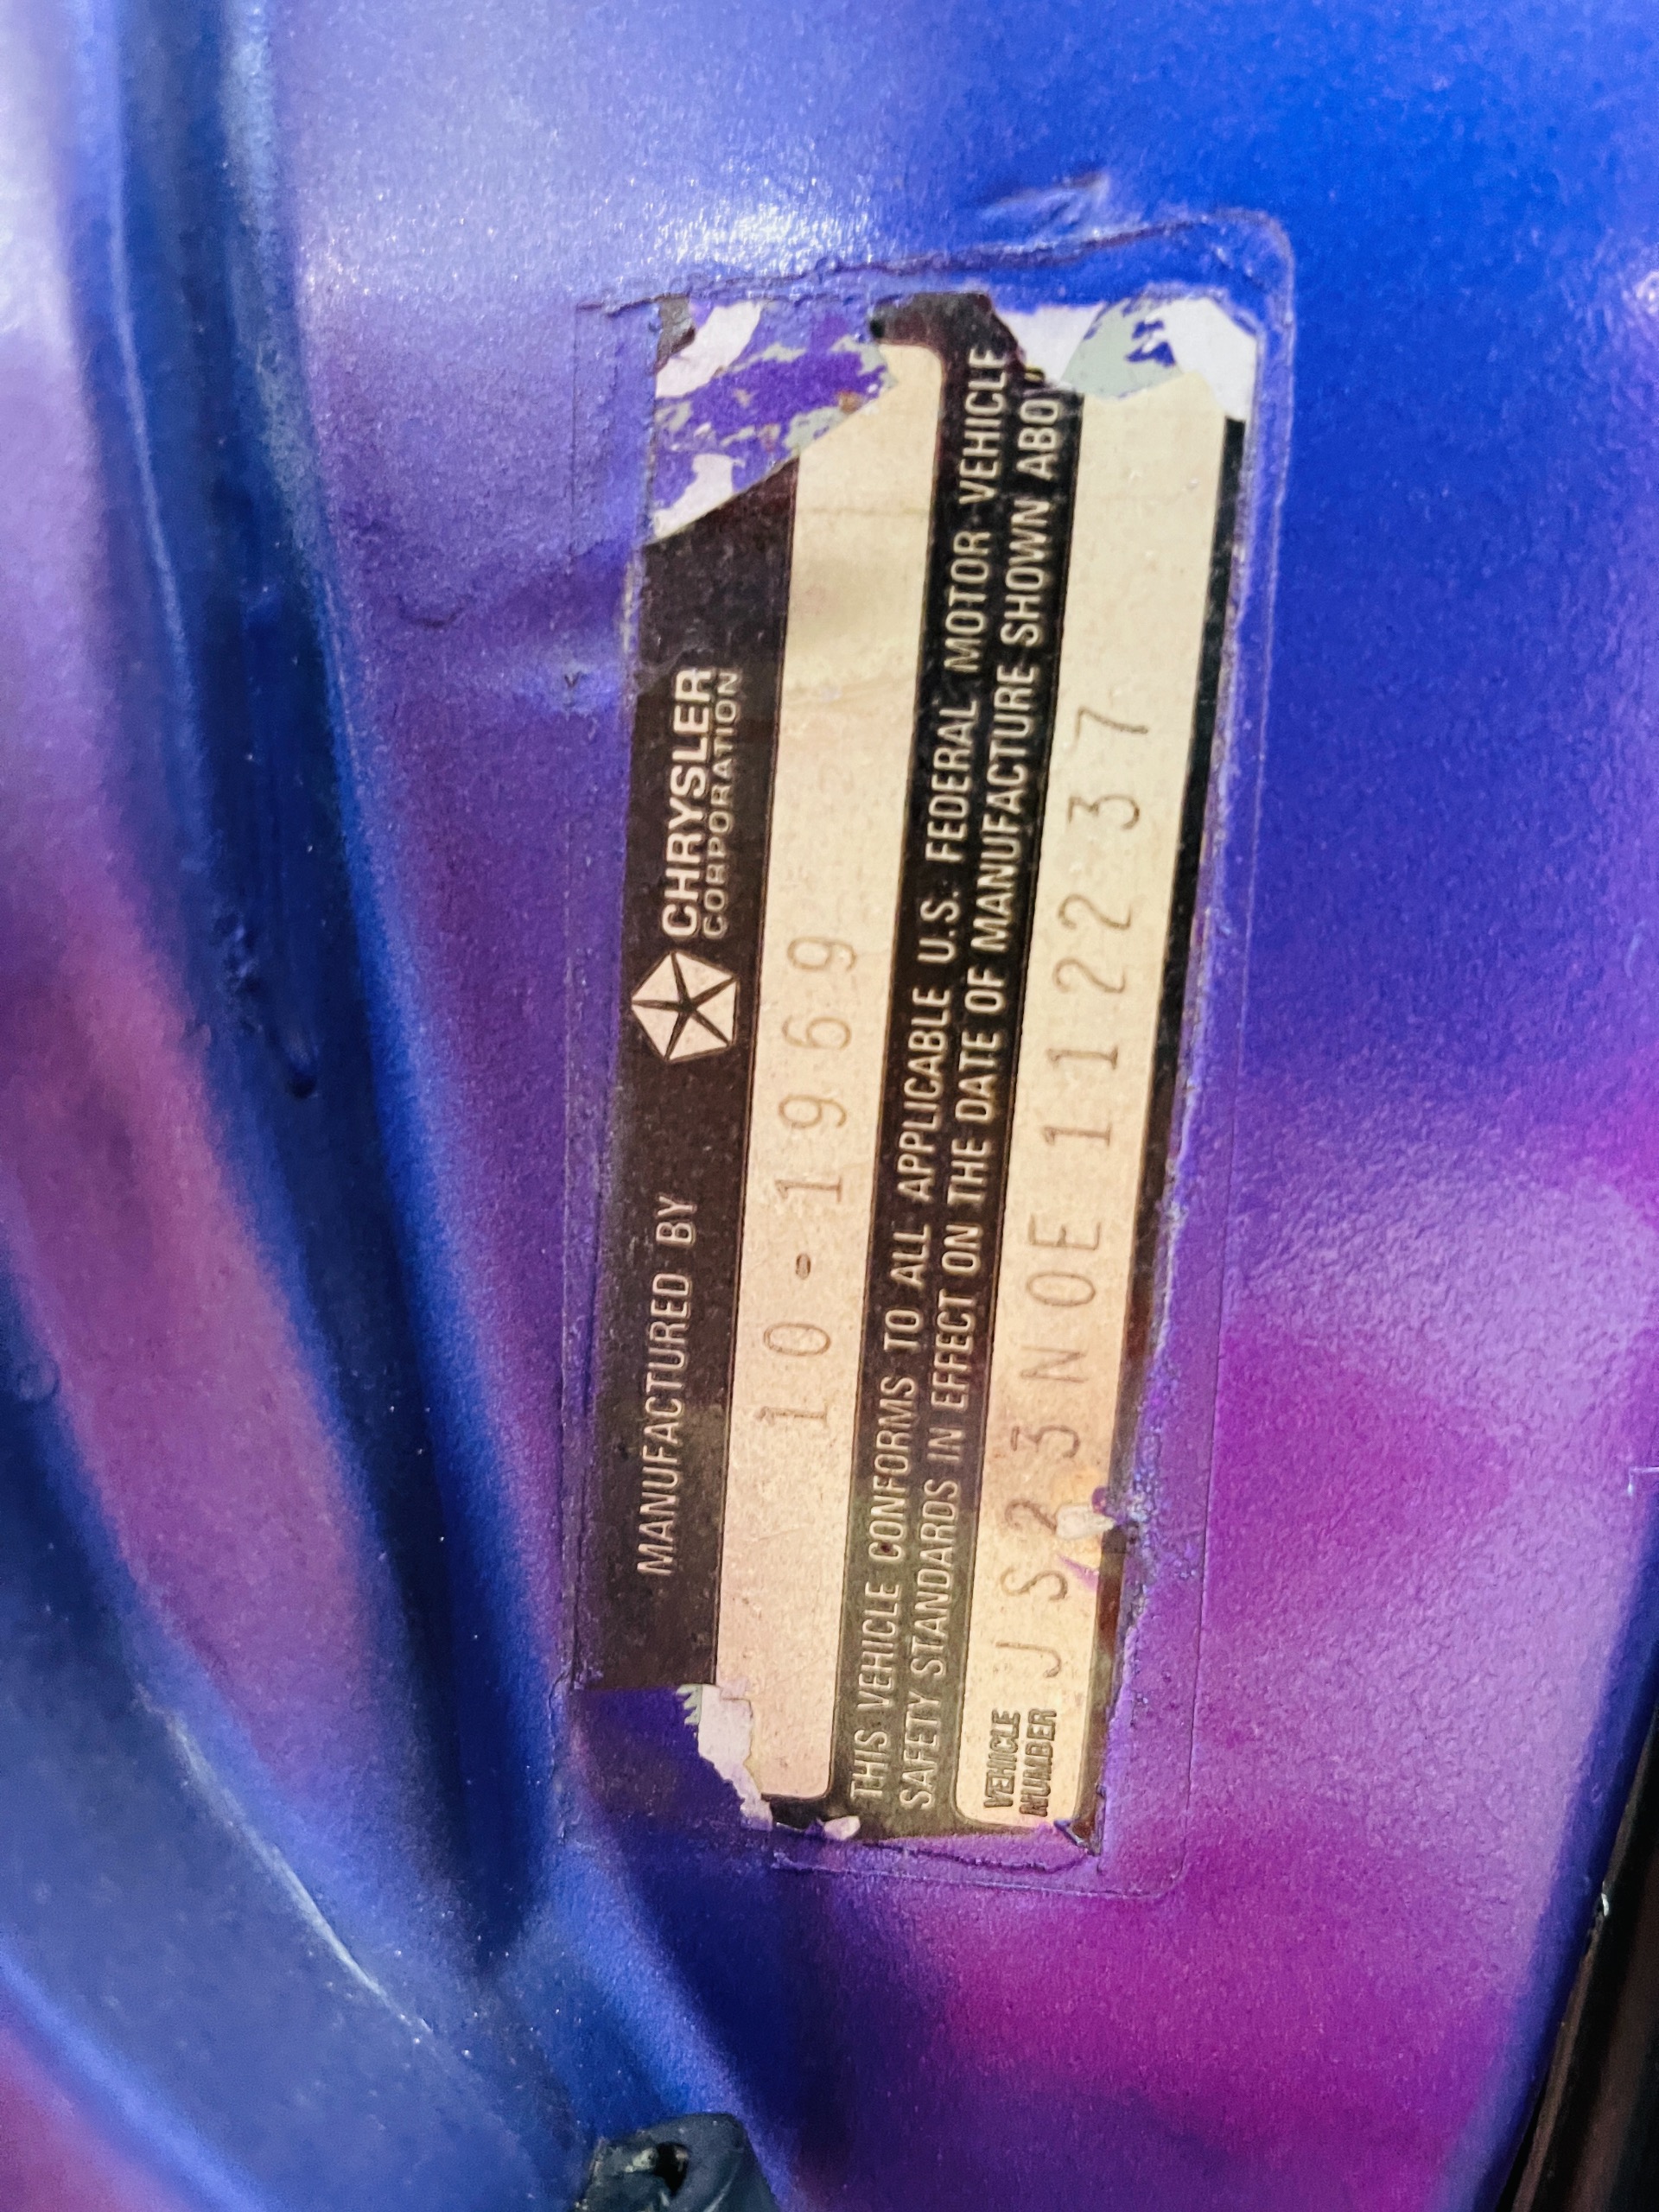 MANUFACTURED BY CHRYSLER
CORPORATION
10-1969
THIS VEHICLE CONFORMS TO ALL APPLICABLE U.S. FEDERAL MOTOR VEHICLE
SAFETY STANDARDS IN EFFECT ON THE DATE OF MANUFACTURE SHOWN ABO
VEHICLE
NUMBER
JS23N0E112237